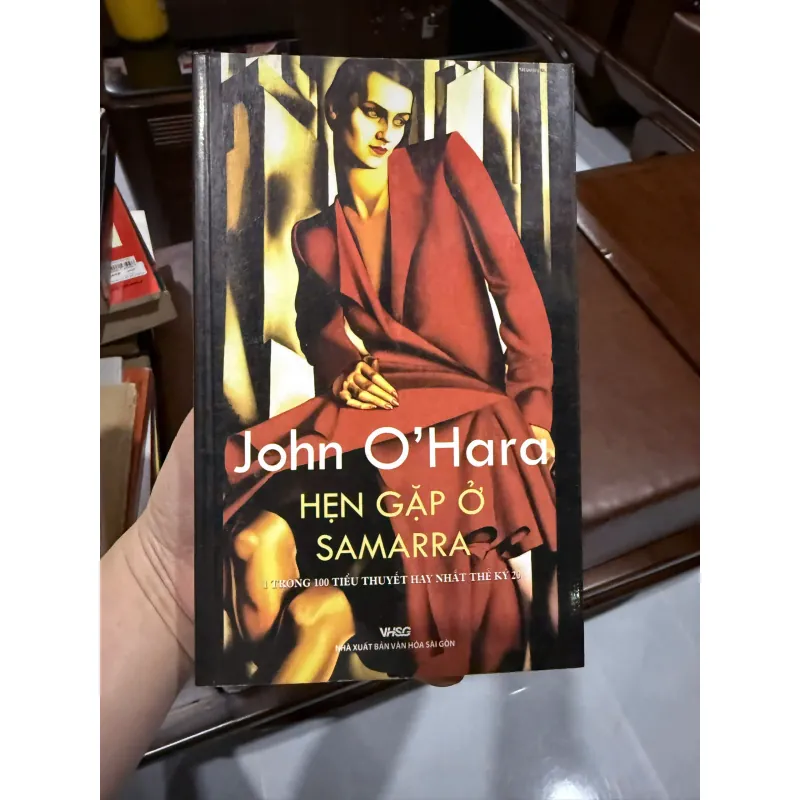 John O'Hara
HẸN GẶP Ở
SAMARRA
1 TRONG 100 TIỂU THUYẾT HAY NHẤT THẾ KỶ 20
VHSG
NHÀ XUẤT BẢN VĂN HÓA SÀI GÒN